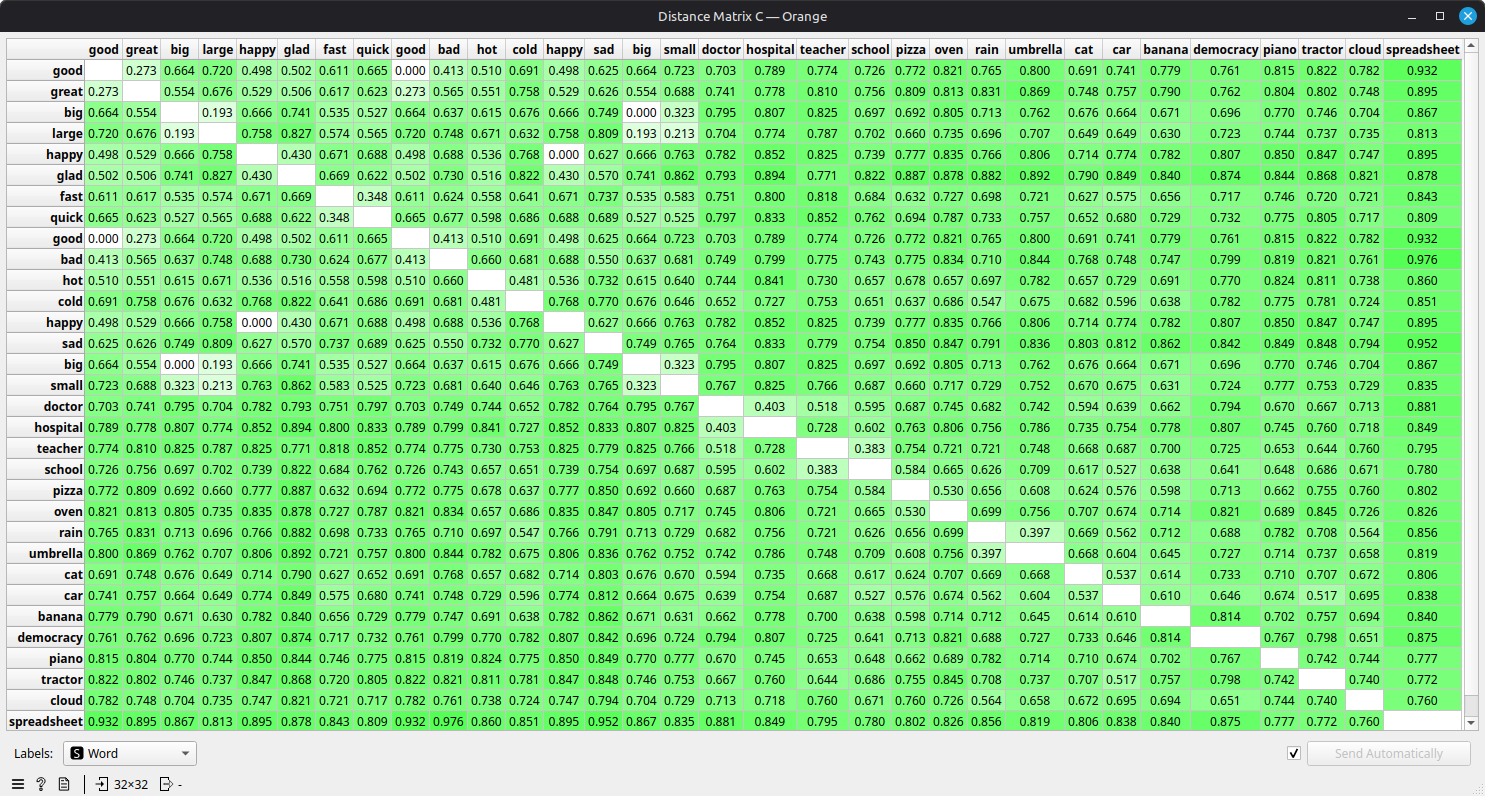 Distance Matrix C — Orange
good great big large happy glad fast quick good bad hot cold happy sad big small doctor hospital teacher school pizza oven rain umbrella cat car banana democracy piano tractor cloud spreadsheet
good 0.273 0.664 0.720 0.498 0.502 0.611 0.665 0.000 0.413 0.510 0.691 0.498 0.625 0.664 0.723 0.703 0.789 0.774 0.726 0.772 0.821 0.765 0.800 0.691 0.741 0.779 0.761 0.815 0.822 0.782 0.932
great 0.273 0.554 0.676 0.529 0.506 0.617 0.623 0.273 0.565 0.551 0.758 0.529 0.626 0.554 0.688 0.741 0.778 0.810 0.756 0.809 0.813 0.831 0.869 0.748 0.757 0.790 0.762 0.804 0.802 0.748 0.895
big 0.664 0.554 0.193 0.666 0.741 0.535 0.527 0.664 0.637 0.615 0.676 0.666 0.749 0.000 0.323 0.795 0.807 0.825 0.697 0.692 0.805 0.713 0.762 0.676 0.664 0.671 0.696 0.770 0.746 0.704 0.867
large 0.720 0.676 0.193 0.758 0.827 0.574 0.565 0.720 0.748 0.671 0.632 0.758 0.809 0.193 0.213 0.704 0.774 0.787 0.702 0.660 0.735 0.696 0.707 0.649 0.649 0.630 0.723 0.744 0.737 0.735 0.813
happy 0.498 0.529 0.666 0.758 0.430 0.671 0.688 0.498 0.688 0.536 0.768 0.000 0.627 0.666 0.763 0.782 0.852 0.825 0.739 0.777 0.835 0.766 0.806 0.714 0.774 0.782 0.807 0.850 0.847 0.747 0.895
glad 0.502 0.506 0.741 0.827 0.430 0.669 0.622 0.502 0.730 0.516 0.822 0.430 0.570 0.741 0.862 0.793 0.894 0.771 0.822 0.887 0.878 0.882 0.892 0.790 0.849 0.840 0.874 0.844 0.868 0.821 0.878
fast 0.611 0.617 0.535 0.574 0.671 0.669 0.348 0.611 0.624 0.558 0.641 0.671 0.737 0.535 0.583 0.751 0.800 0.818 0.684 0.632 0.727 0.698 0.721 0.627 0.575 0.656 0.717 0.746 0.720 0.721 0.843
quick 0.665 0.623 0.527 0.565 0.688 0.622 0.348 0.665 0.677 0.598 0.686 0.688 0.689 0.527 0.525 0.797 0.833 0.852 0.762 0.694 0.787 0.733 0.757 0.652 0.680 0.729 0.732 0.775 0.805 0.717 0.809
good 0.000 0.273 0.664 0.720 0.498 0.502 0.611 0.665 0.413 0.510 0.691 0.498 0.625 0.664 0.723 0.703 0.789 0.774 0.726 0.772 0.821 0.765 0.800 0.691 0.741 0.779 0.761 0.815 0.822 0.782 0.932
bad 0.413 0.565 0.637 0.748 0.688 0.730 0.624 0.677 0.413 0.660 0.681 0.688 0.550 0.637 0.681 0.749 0.799 0.775 0.743 0.775 0.834 0.710 0.844 0.768 0.748 0.747 0.799 0.819 0.821 0.761 0.976
hot 0.510 0.551 0.615 0.671 0.536 0.516 0.558 0.598 0.510 0.660 0.481 0.536 0.732 0.615 0.640 0.744 0.841 0.730 0.657 0.678 0.657 0.697 0.782 0.657 0.729 0.691 0.770 0.824 0.811 0.738 0.860
cold 0.691 0.758 0.676 0.632 0.768 0.822 0.641 0.686 0.691 0.681 0.481 0.768 0.770 0.676 0.646 0.652 0.727 0.753 0.651 0.637 0.686 0.547 0.675 0.682 0.596 0.638 0.782 0.775 0.781 0.724 0.851
happy 0.498 0.529 0.666 0.758 0.000 0.430 0.671 0.688 0.498 0.688 0.536 0.768 0.627 0.666 0.763 0.782 0.852 0.825 0.739 0.777 0.835 0.766 0.806 0.714 0.774 0.782 0.807 0.850 0.847 0.747 0.895
sad 0.625 0.626 0.749 0.809 0.627 0.570 0.737 0.689 0.625 0.550 0.732 0.770 0.627 0.749 0.765 0.764 0.833 0.779 0.754 0.850 0.847 0.791 0.836 0.803 0.812 0.862 0.842 0.849 0.848 0.794 0.952
big 0.664 0.554 0.000 0.193 0.666 0.741 0.535 0.527 0.664 0.637 0.615 0.676 0.666 0.749 0.323 0.795 0.807 0.825 0.697 0.692 0.805 0.713 0.762 0.676 0.664 0.671 0.696 0.770 0.746 0.704 0.867
small 0.723 0.688 0.323 0.213 0.763 0.862 0.583 0.525 0.723 0.681 0.640 0.646 0.763 0.765 0.323 0.767 0.825 0.766 0.687 0.660 0.717 0.729 0.752 0.670 0.675 0.631 0.724 0.777 0.753 0.729 0.835
doctor 0.703 0.741 0.795 0.704 0.782 0.793 0.751 0.797 0.703 0.749 0.744 0.652 0.782 0.764 0.795 0.767 0.403 0.518 0.595 0.687 0.745 0.682 0.742 0.594 0.639 0.662 0.794 0.670 0.667 0.713 0.881
hospital 0.789 0.778 0.807 0.774 0.852 0.894 0.800 0.833 0.789 0.799 0.841 0.727 0.852 0.833 0.807 0.825 0.403 0.728 0.602 0.763 0.806 0.756 0.786 0.735 0.754 0.778 0.807 0.745 0.760 0.718 0.849
teacher 0.774 0.810 0.825 0.787 0.825 0.771 0.818 0.852 0.774 0.775 0.730 0.753 0.825 0.779 0.825 0.766 0.518 0.728 0.383 0.754 0.721 0.721 0.748 0.668 0.687 0.700 0.725 0.653 0.644 0.760 0.795
school 0.726 0.756 0.697 0.702 0.739 0.822 0.684 0.762 0.726 0.743 0.657 0.651 0.739 0.754 0.697 0.687 0.595 0.602 0.383 0.584 0.665 0.626 0.709 0.617 0.527 0.638 0.641 0.648 0.686 0.671 0.780
pizza 0.772 0.809 0.692 0.660 0.777 0.887 0.632 0.694 0.772 0.775 0.678 0.637 0.777 0.850 0.692 0.660 0.687 0.763 0.754 0.584 0.530 0.656 0.608 0.624 0.576 0.598 0.713 0.662 0.755 0.760 0.802
oven 0.821 0.813 0.805 0.735 0.835 0.878 0.727 0.787 0.821 0.834 0.657 0.686 0.835 0.847 0.805 0.717 0.745 0.806 0.721 0.665 0.530 0.699 0.756 0.707 0.674 0.714 0.821 0.689 0.845 0.726 0.826
rain 0.765 0.831 0.713 0.696 0.766 0.882 0.698 0.733 0.765 0.710 0.697 0.547 0.766 0.791 0.713 0.729 0.682 0.756 0.721 0.626 0.656 0.699 0.397 0.669 0.562 0.712 0.688 0.782 0.708 0.564 0.856
umbrella 0.800 0.869 0.762 0.707 0.806 0.892 0.721 0.757 0.800 0.844 0.782 0.675 0.806 0.836 0.762 0.752 0.742 0.786 0.748 0.709 0.608 0.756 0.397 0.668 0.604 0.645 0.727 0.714 0.737 0.658 0.819
cat 0.691 0.748 0.676 0.649 0.714 0.790 0.627 0.652 0.691 0.768 0.657 0.682 0.714 0.803 0.676 0.670 0.594 0.735 0.668 0.617 0.624 0.707 0.669 0.668 0.537 0.614 0.733 0.710 0.707 0.672 0.806
car 0.741 0.757 0.664 0.649 0.774 0.849 0.575 0.680 0.741 0.748 0.729 0.596 0.774 0.812 0.664 0.675 0.639 0.754 0.687 0.527 0.576 0.674 0.562 0.604 0.537 0.610 0.646 0.674 0.517 0.695 0.838
banana 0.779 0.790 0.671 0.630 0.782 0.840 0.656 0.729 0.779 0.747 0.691 0.638 0.782 0.862 0.671 0.631 0.662 0.778 0.700 0.638 0.598 0.714 0.712 0.645 0.614 0.610 0.814 0.702 0.757 0.694 0.840
democracy 0.761 0.762 0.696 0.723 0.807 0.874 0.717 0.732 0.761 0.799 0.770 0.782 0.807 0.842 0.696 0.724 0.794 0.807 0.725 0.641 0.713 0.821 0.688 0.727 0.733 0.646 0.814 0.767 0.798 0.651 0.875
piano 0.815 0.804 0.770 0.744 0.850 0.844 0.746 0.775 0.815 0.819 0.824 0.775 0.850 0.849 0.770 0.777 0.670 0.745 0.653 0.648 0.662 0.689 0.782 0.714 0.710 0.674 0.702 0.767 0.742 0.744 0.777
tractor 0.822 0.802 0.746 0.737 0.847 0.868 0.720 0.805 0.822 0.821 0.811 0.781 0.847 0.848 0.746 0.753 0.667 0.760 0.644 0.686 0.755 0.845 0.708 0.737 0.707 0.517 0.757 0.798 0.742 0.740 0.772
cloud 0.782 0.748 0.704 0.735 0.747 0.821 0.721 0.717 0.782 0.761 0.738 0.724 0.747 0.794 0.704 0.729 0.713 0.718 0.760 0.671 0.760 0.726 0.564 0.658 0.672 0.695 0.694 0.651 0.744 0.740 0.760
spreadsheet 0.932 0.895 0.867 0.813 0.895 0.878 0.843 0.809 0.932 0.976 0.860 0.851 0.895 0.952 0.867 0.835 0.881 0.849 0.795 0.780 0.802 0.826 0.856 0.819 0.806 0.838 0.840 0.875 0.777 0.772 0.760
Labels: S Word Send Automatically
? 32×32 -